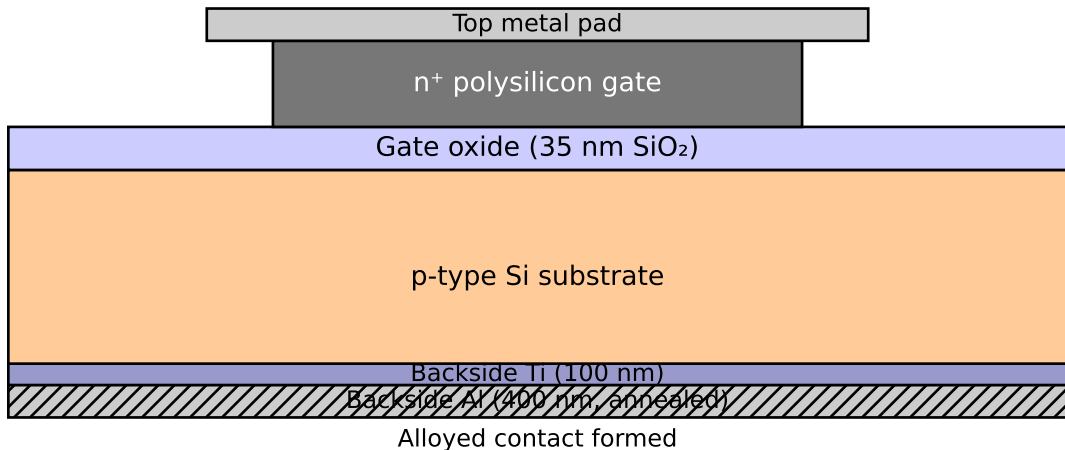 Top metal pad
n⁺ polysilicon gate
Gate oxide (35 nm SiO₂)
p-type Si substrate
Backside Ti (100 nm)
Backside Al (400 nm, annealed)
Alloyed contact formed